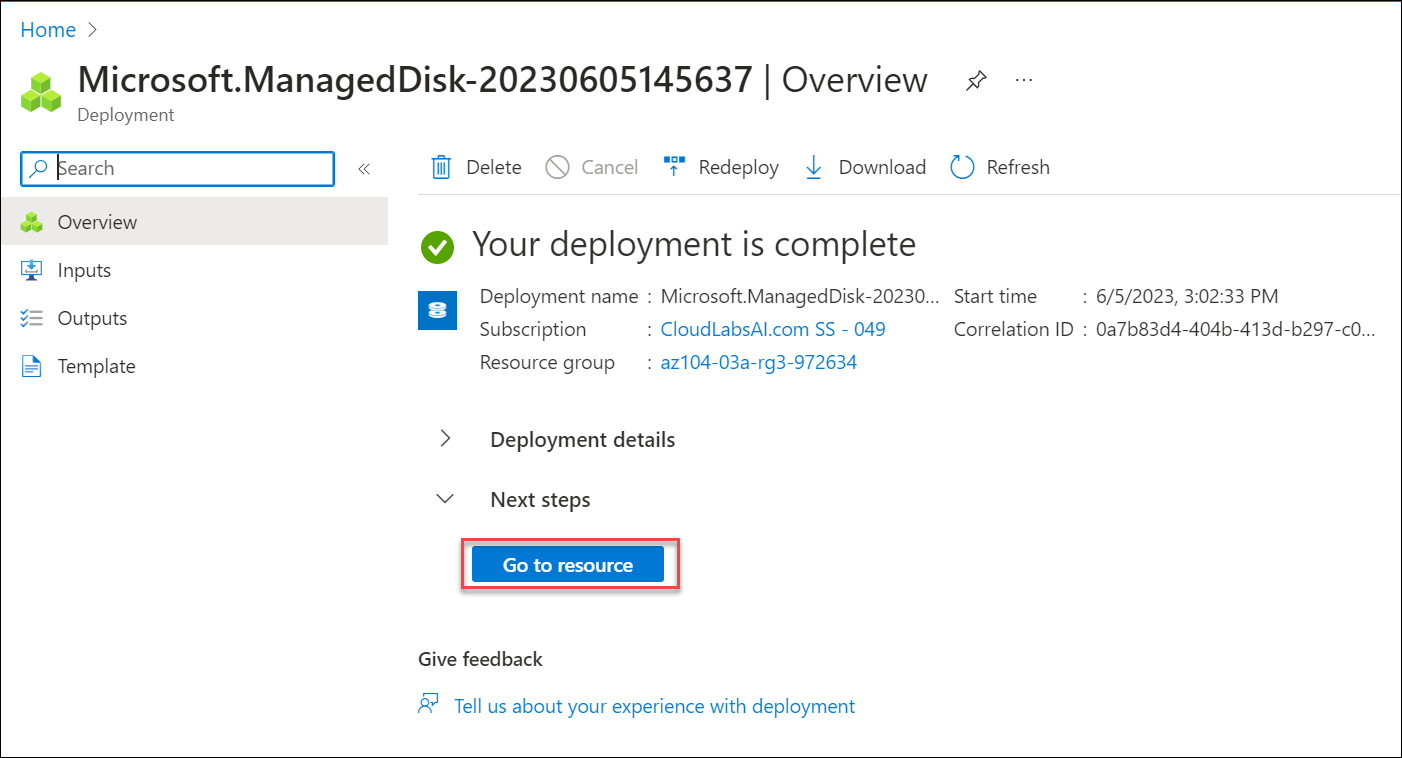 Home >
Microsoft.ManagedDisk-20230605145637 | Overview ...
Deployment
Search «
Delete Cancel Redeploy Download Refresh
Overview
Inputs
Outputs
Template
Your deployment is complete
Deployment name : Microsoft.ManagedDisk-20230... Start time : 6/5/2023, 3:02:33 PM
Subscription : CloudLabsAI.com SS - 049 Correlation ID : 0a7b83d4-404b-413d-b297-c0...
Resource group : az104-03a-rg3-972634
Deployment details
Next steps
Go to resource
Give feedback
Tell us about your experience with deployment